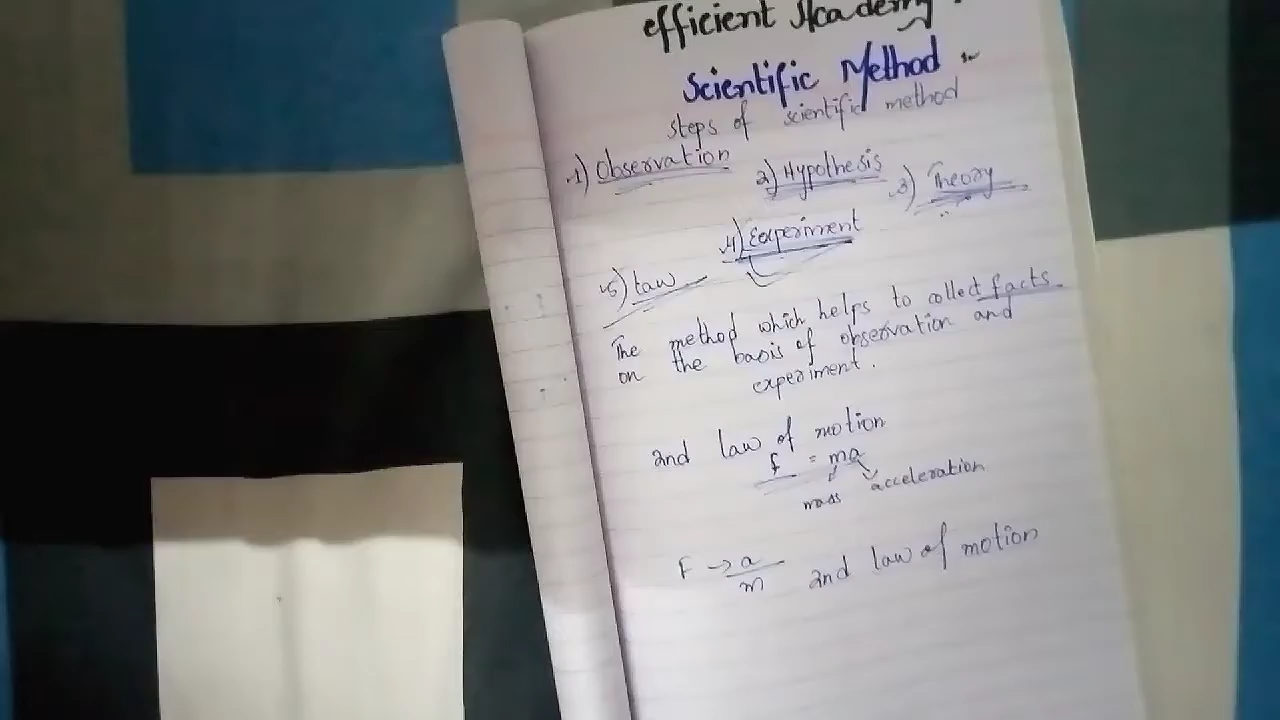 efficient Academy.
Scientific Method
steps of scientific method
1) Observation 2) Hypothesis 3) Theory
4) Experiment
5) Law
The method which helps to collect facts
on the basis of observation and
experiment.
2nd law of motion
f = ma
mass acceleration
F → a/m 2nd law of motion